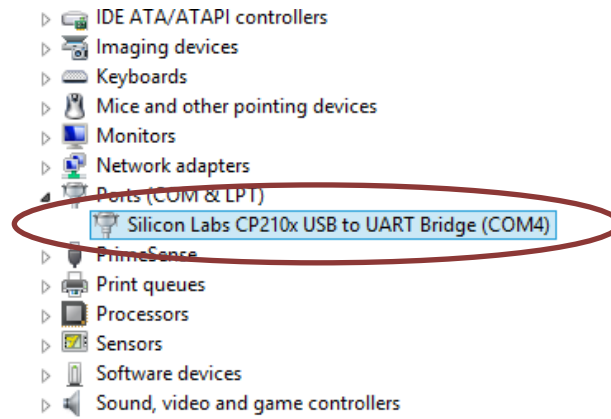 IDE ATA/ATAPI controllers
Imaging devices
Keyboards
Mice and other pointing devices
Monitors
Network adapters
Ports (COM & LPT)
Silicon Labs CP210x USB to UART Bridge (COM4)
PrimeSense
Print queues
Processors
Sensors
Software devices
Sound, video and game controllers